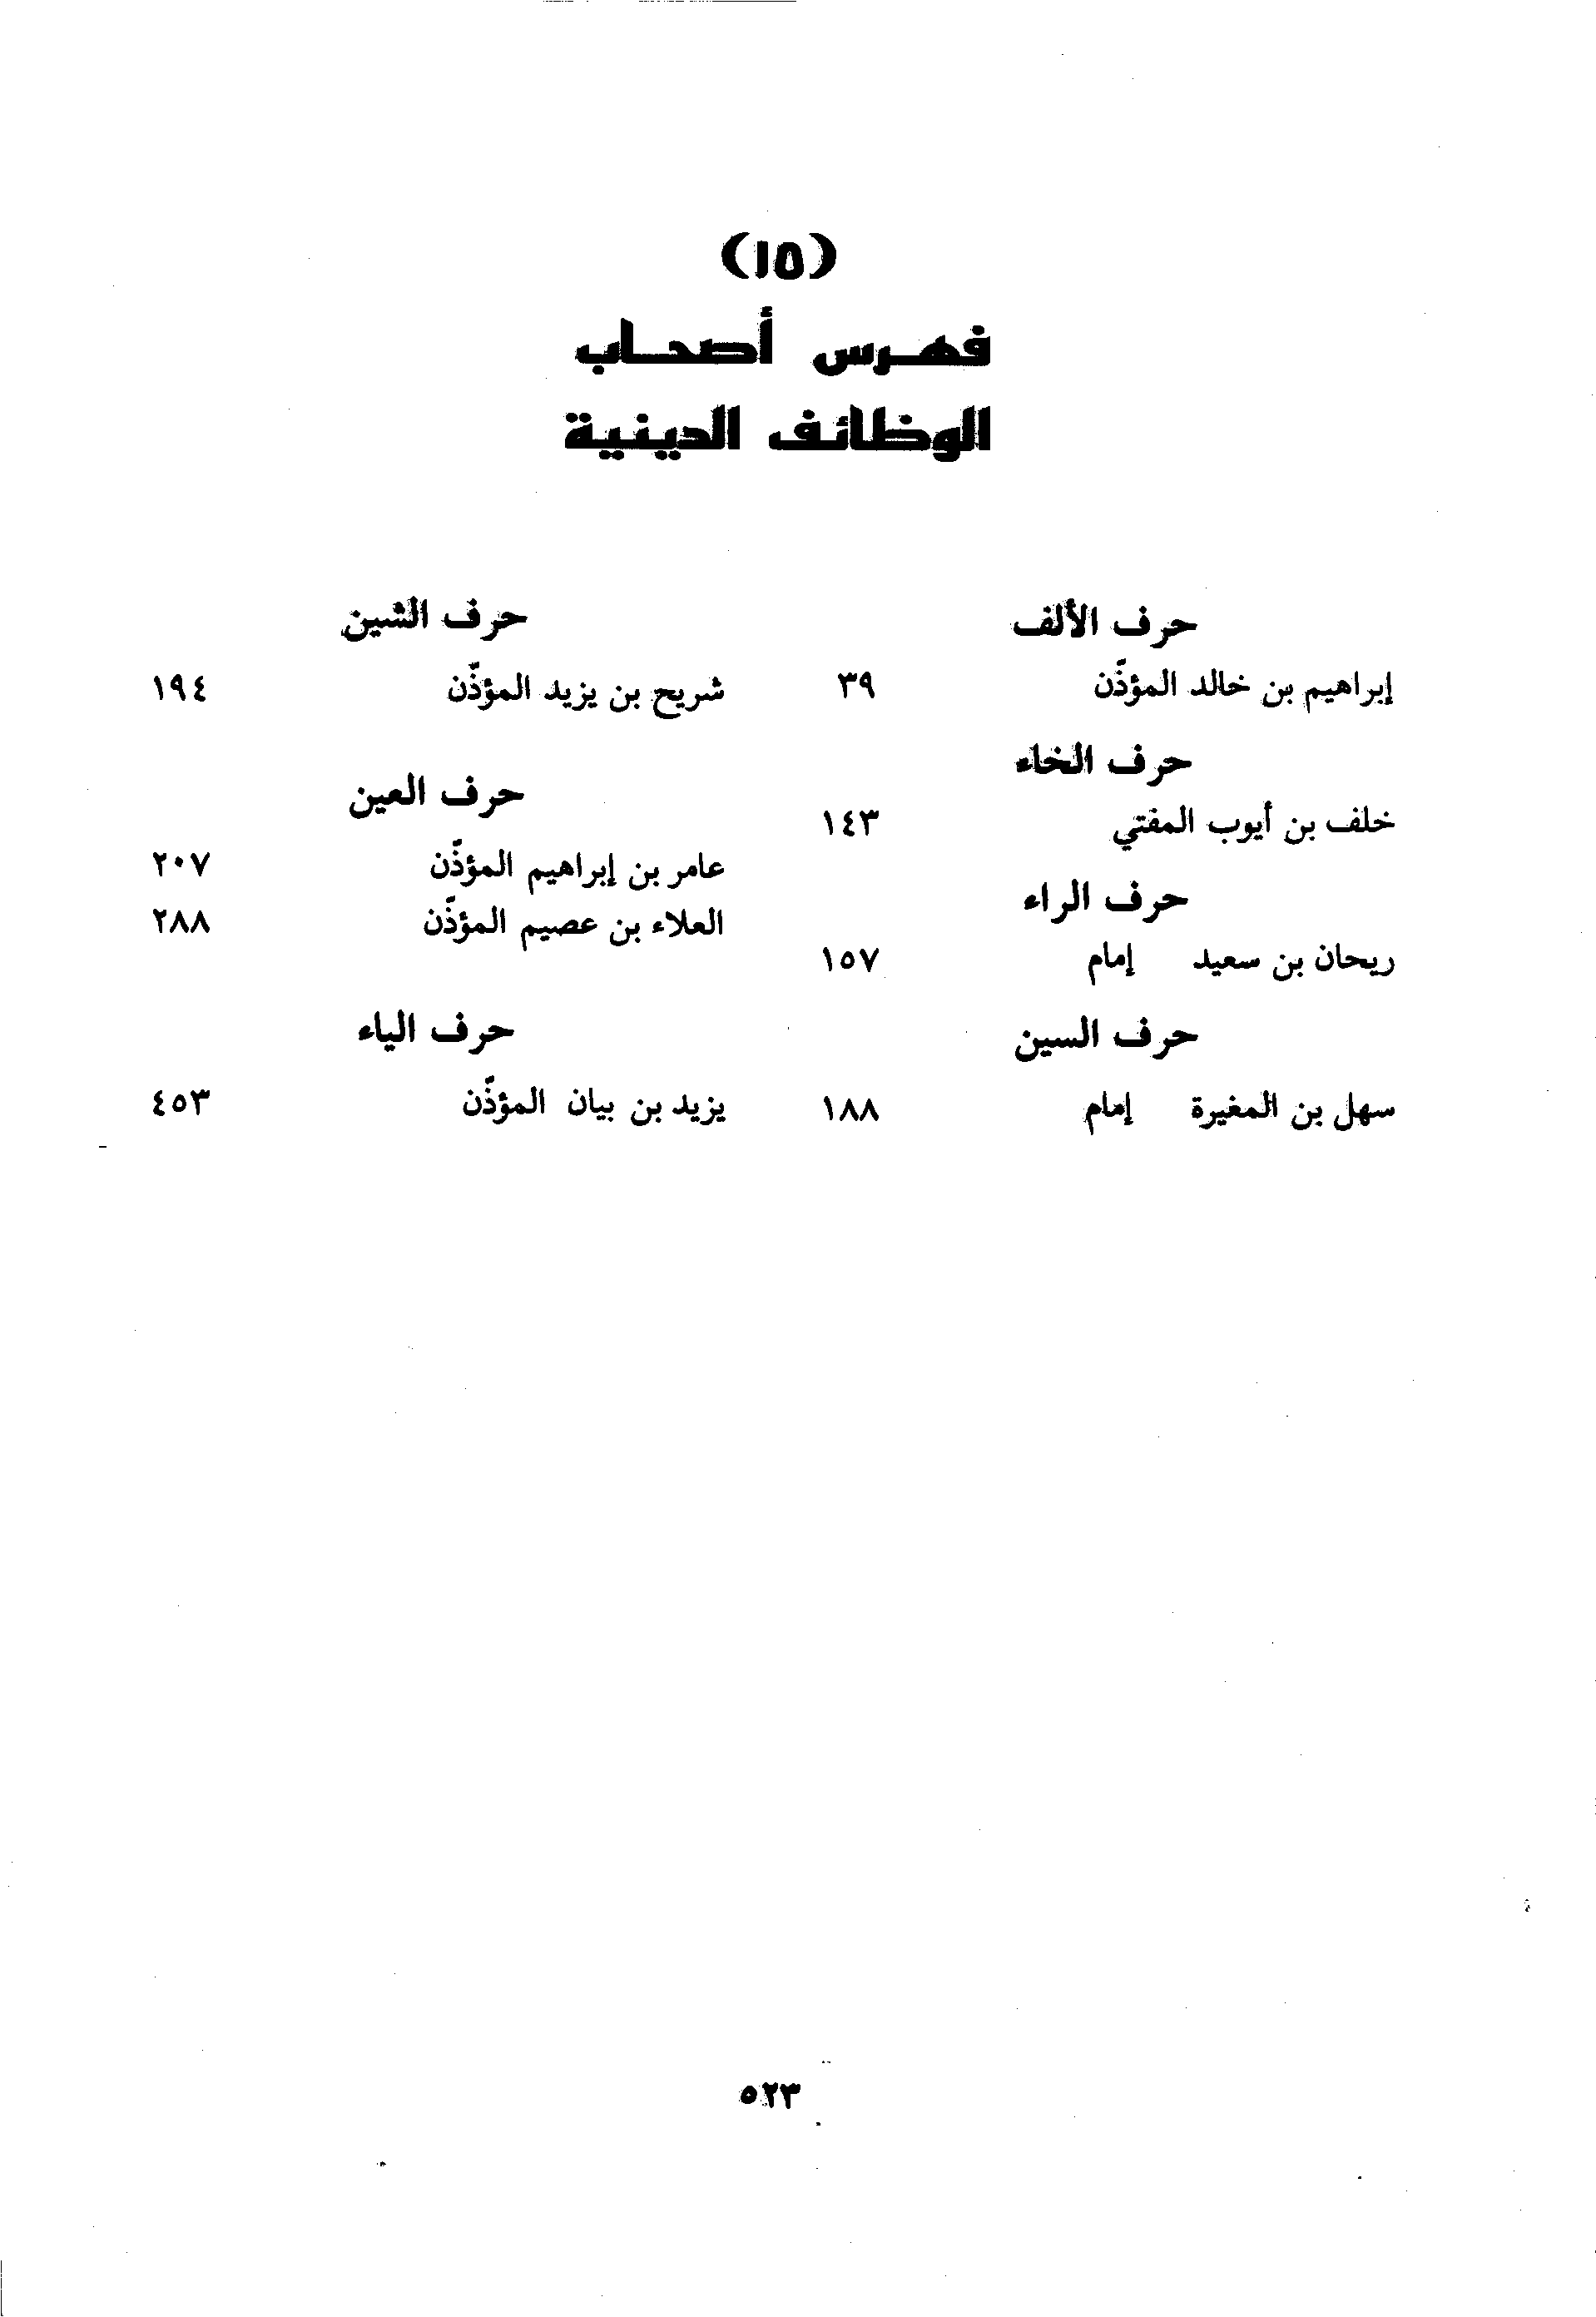 (١٥)
فهرس أصحاب
الوظائف الدينية
حرف الألف
إبراهيم بن خالد المؤذّن ٣٩
حرف الخاء
خلف بن أيوب المفتي ١٤٣
حرف الراء
ريحان بن سعيد إمام ١٥٧
حرف السين
سهل بن المغيرة إمام ١٨٨
حرف الشين
شريح بن يزيد المؤذّن ١٩٤
حرف العين
عامر بن إبراهيم المؤذّن ٢٠٧
العلاء بن عصيم المؤذّن ٢٨٨
حرف الياء
يزيد بن بيان المؤذّن ٤٥٣
٥٢٣